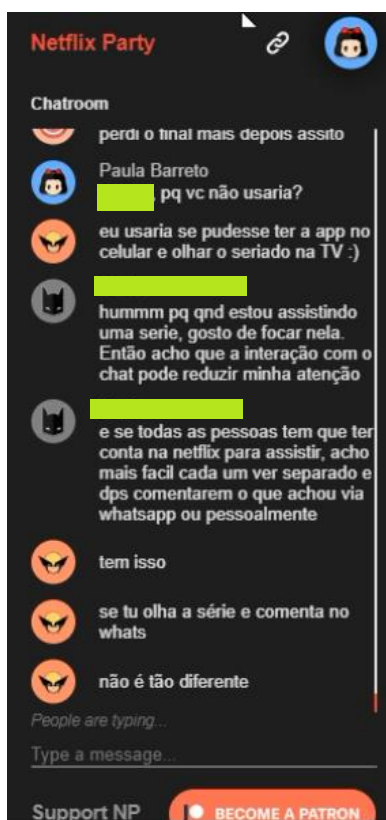 Netflix Party
Chatroom
perdi o final mais depois assito
Paula Barreto
, pq vc não usaria?
eu usaria se pudesse ter a app no
celular e olhar o seriado na TV :)
hummm pq qnd estou assistindo
uma serie, gosto de focar nela.
Então acho que a interação com o
chat pode reduzir minha atenção
e se todas as pessoas tem que ter
conta na netflix para assistir, acho
mais facil cada um ver separado e
dps comentarem o que achou via
whatsapp ou pessoalmente
tem isso
se tu olha a série e comenta no
whats
não é tão diferente
People are typing...
Type a message...
Support NP
BECOME A PATRON